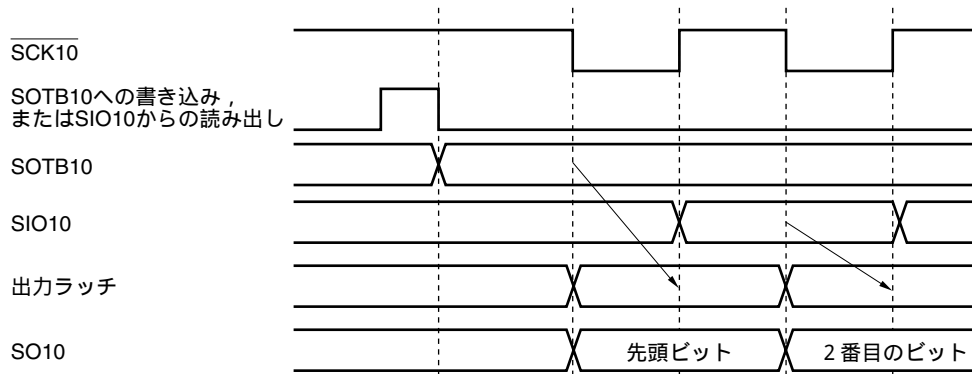 SCK10
SOTB10への書き込み，
またはSIO10からの読み出し
SOTB10
SIO10
出力ラッチ
SO10
先頭ビット
2番目のビット